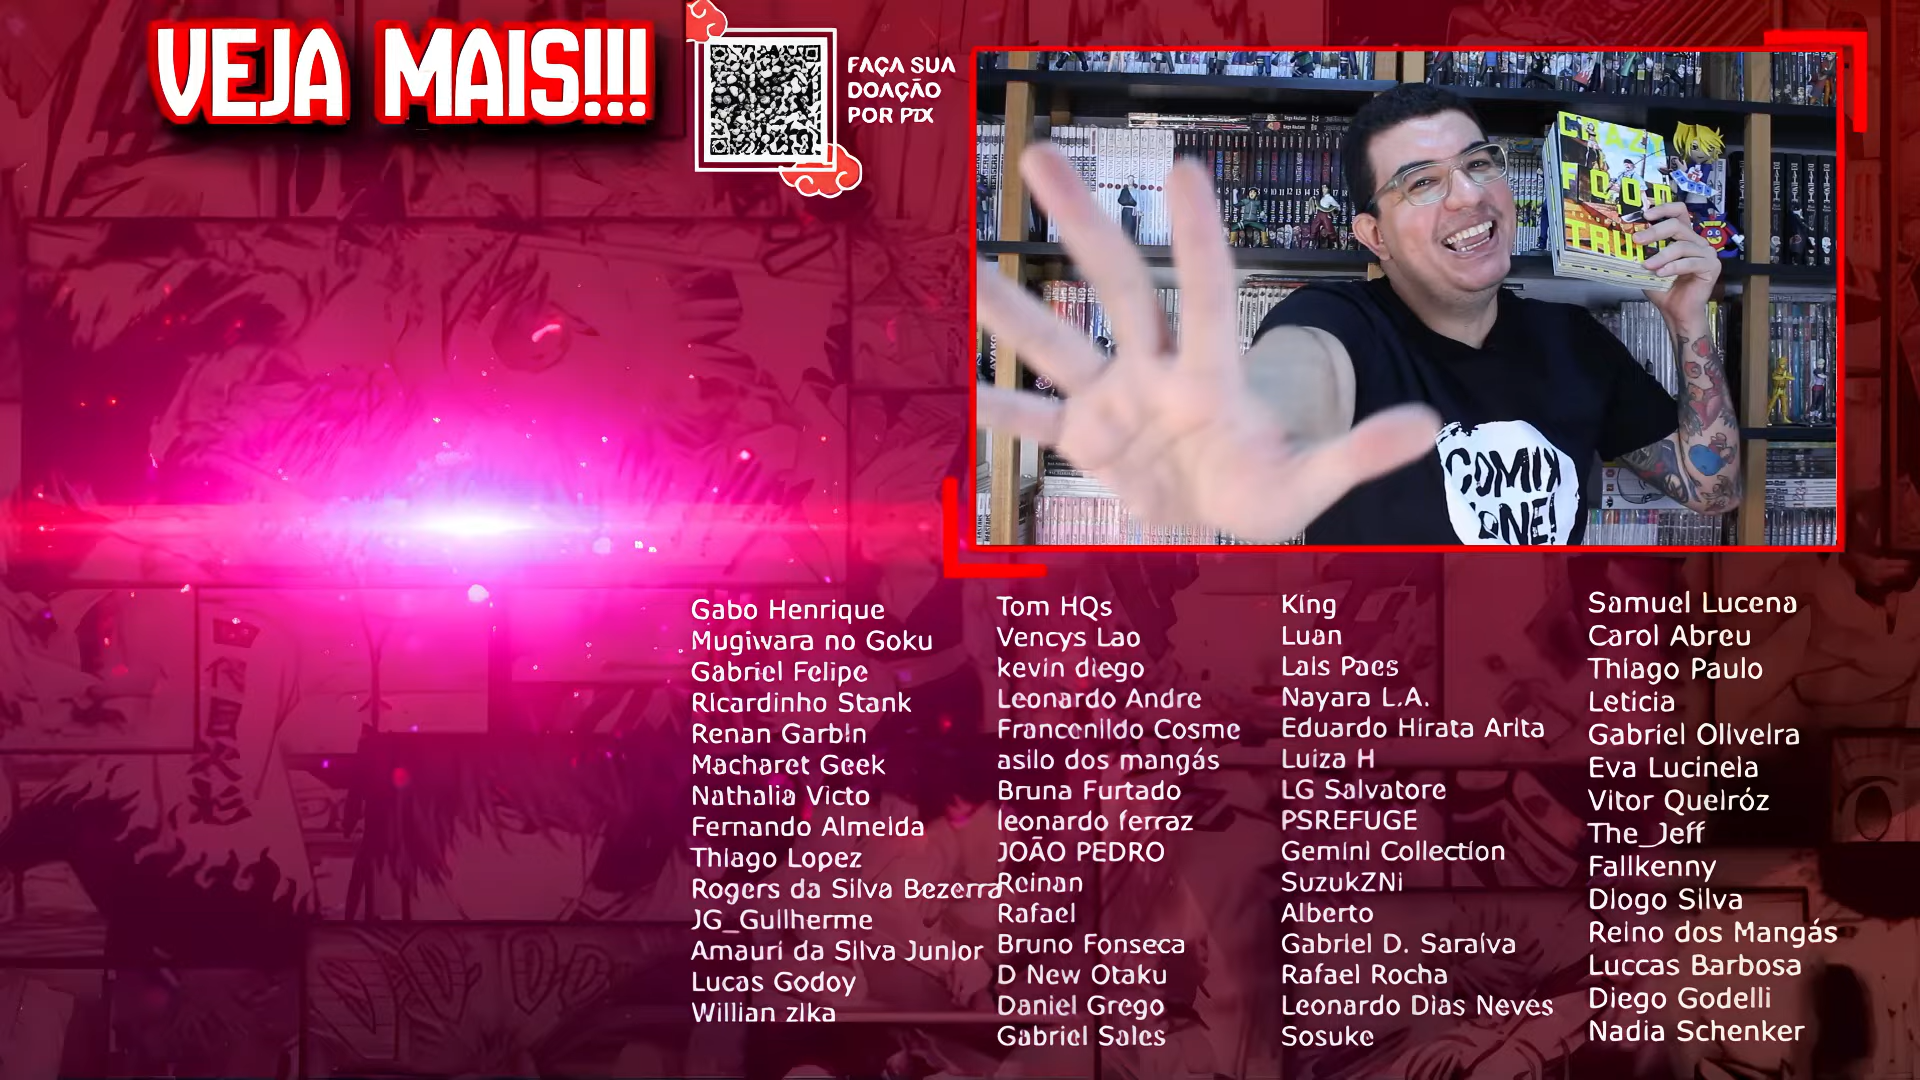 VEJA MAIS!!!
FAÇA SUA
DOAÇÃO
POR PIX
CRAZY
FOOD
TRUCK
COMIX
ZONE!
Gabo Henrique
Mugiwara no Goku
Gabriel Felipe
Ricardinho Stank
Renan Garbin
Macharet Geek
Nathalia Victo
Fernando Almeida
Thiago Lopez
Rogers da Silva Bezerra
JG_Guilherme
Amauri da Silva Junior
Lucas Godoy
Willian zika
Tom HQs
Vencys Lao
kevin diego
Leonardo Andre
Francenildo Cosme
asilo dos mangás
Bruna Furtado
leonardo ferraz
JOÃO PEDRO
Reinan
Rafael
Bruno Fonseca
D New Otaku
Daniel Grego
Gabriel Sales
King
Luan
Lais Paes
Nayara L.A.
Eduardo Hirata Arita
Luiza H
LG Salvatore
PSREFUGE
Gemini Collection
SuzukZNi
Alberto
Gabriel D. Saraiva
Rafael Rocha
Leonardo Dias Neves
Sosuke
Samuel Lucena
Carol Abreu
Thiago Paulo
Leticia
Gabriel Oliveira
Eva Lucineia
Vitor Queiróz
The_Jeff
Fallkenny
Diogo Silva
Reino dos Mangás
Luccas Barbosa
Diego Godelli
Nadia Schenker